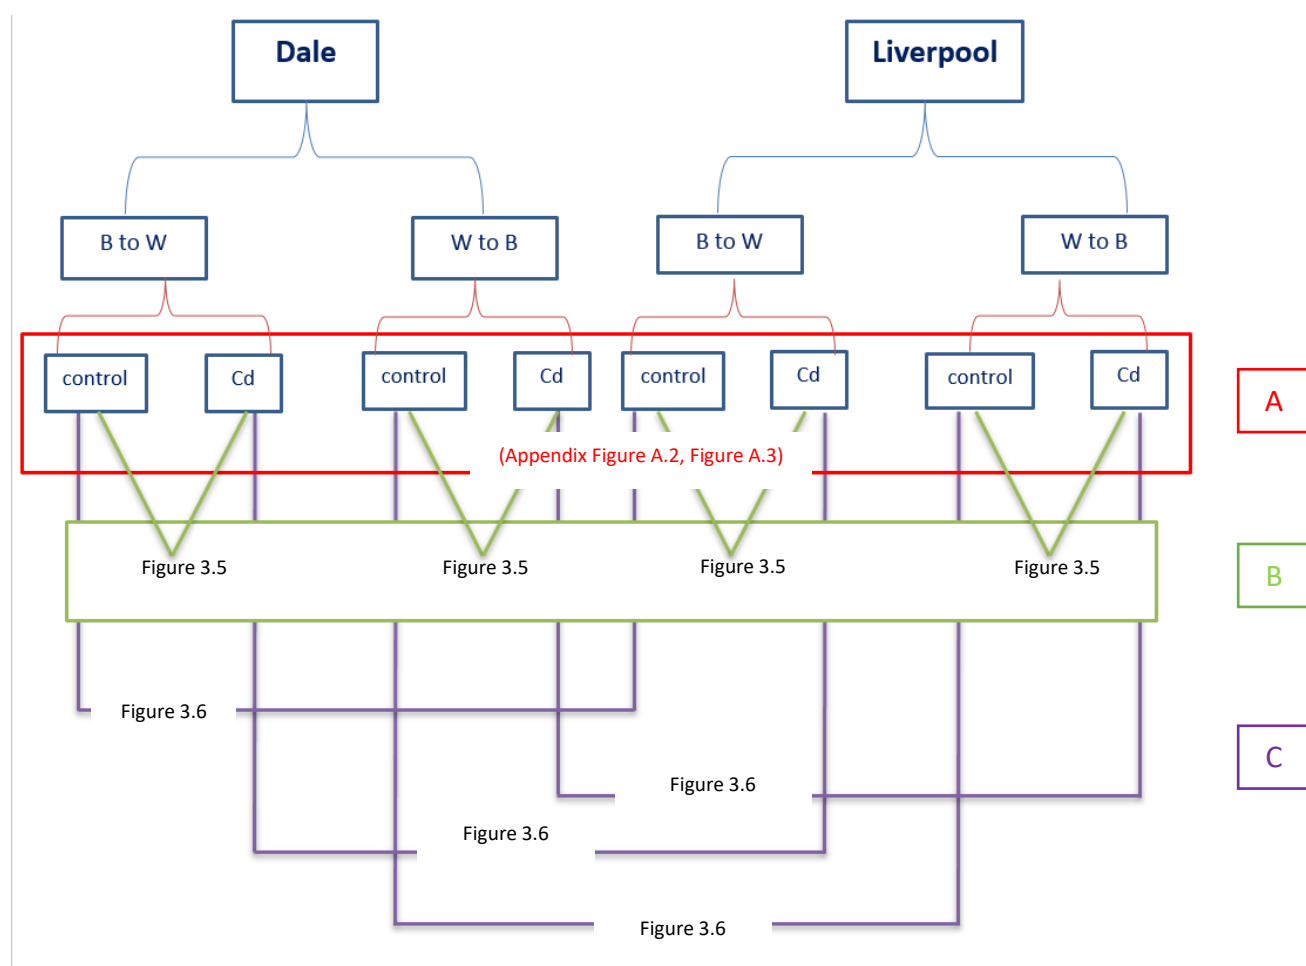 Dale
Liverpool
B to W
W to B
B to W
W to B
control
Cd
control
Cd
control
Cd
control
Cd
A
(Appendix Figure A.2, Figure A.3)
Figure 3.5
Figure 3.5
Figure 3.5
Figure 3.5
B
Figure 3.6
C
Figure 3.6
Figure 3.6
Figure 3.6